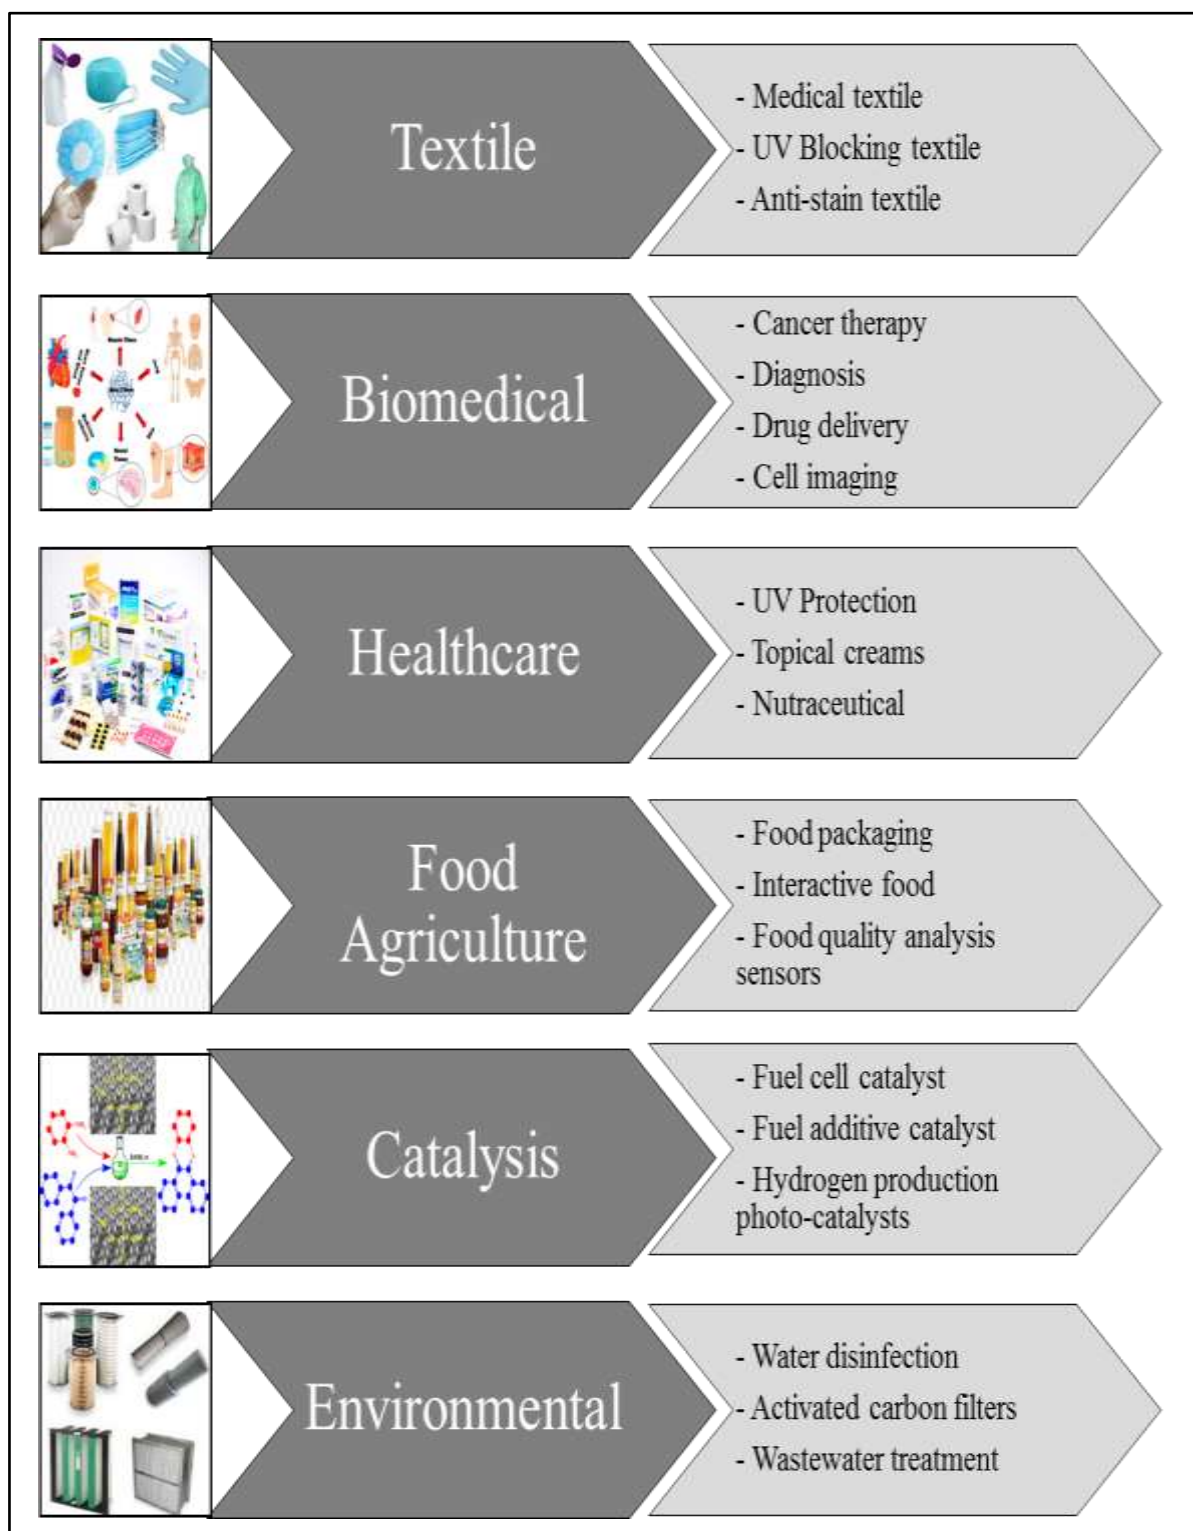 Textile
- Medical textile
- UV Blocking textile
- Anti-stain textile
Biomedical
- Cancer therapy
- Diagnosis
- Drug delivery
- Cell imaging
Healthcare
- UV Protection
- Topical creams
- Nutraceutical
Food
Agriculture
- Food packaging
- Interactive food
- Food quality analysis
sensors
Catalysis
- Fuel cell catalyst
- Fuel additive catalyst
- Hydrogen production
photo-catalysts
Environmental
- Water disinfection
- Activated carbon filters
- Wastewater treatment